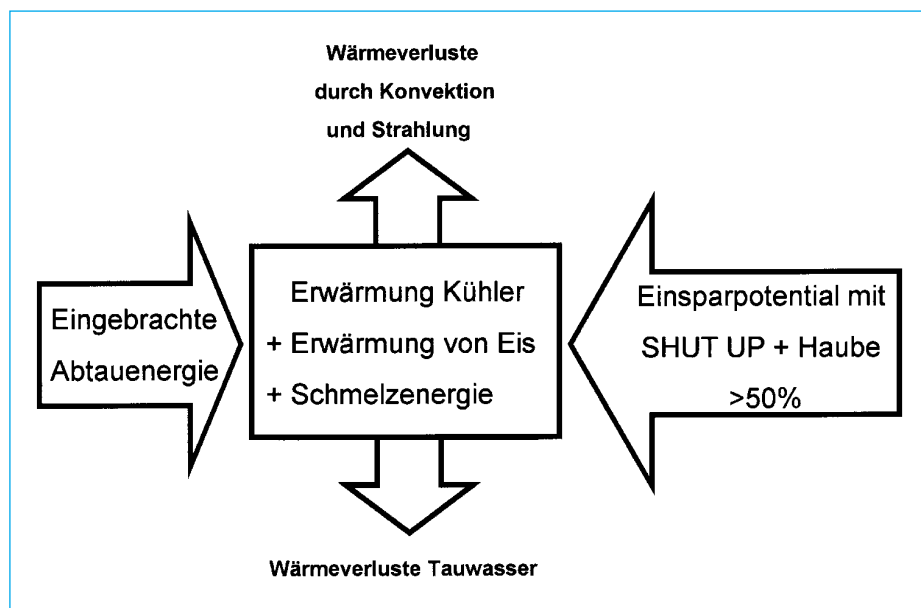 Wärmeverluste
durch Konvektion
und Strahlung
Eingebrachte
Abtauenergie
Erwärmung Kühler
+ Erwärmung von Eis
+ Schmelzenergie
Einsparpotential mit
SHUT UP + Haube
>50%
Wärmeverluste Tauwasser